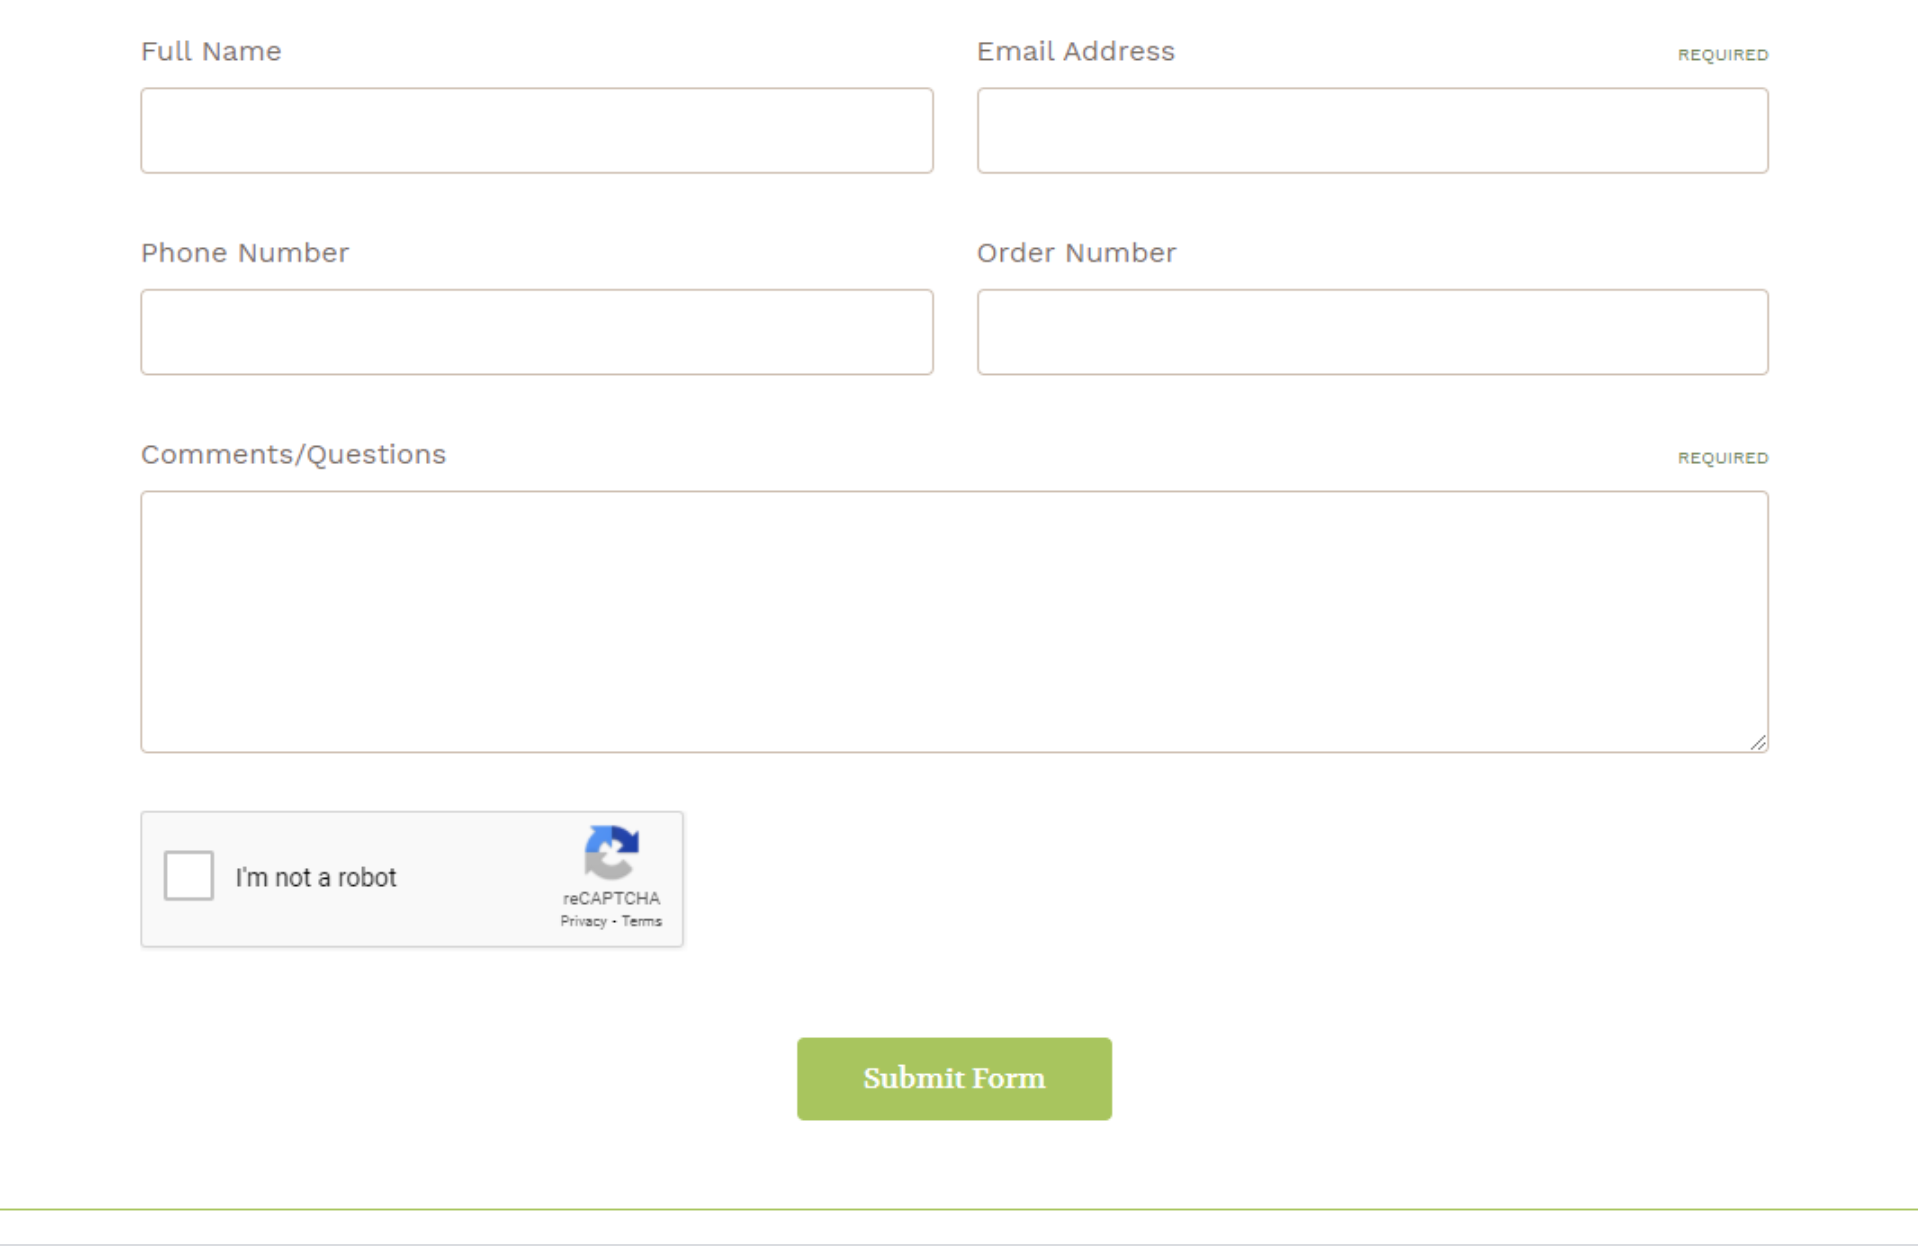 Full Name
Email Address
REQUIRED
Phone Number
Order Number
Comments/Questions
REQUIRED
I'm not a robot
reCAPTCHA
Privacy - Terms
Submit Form